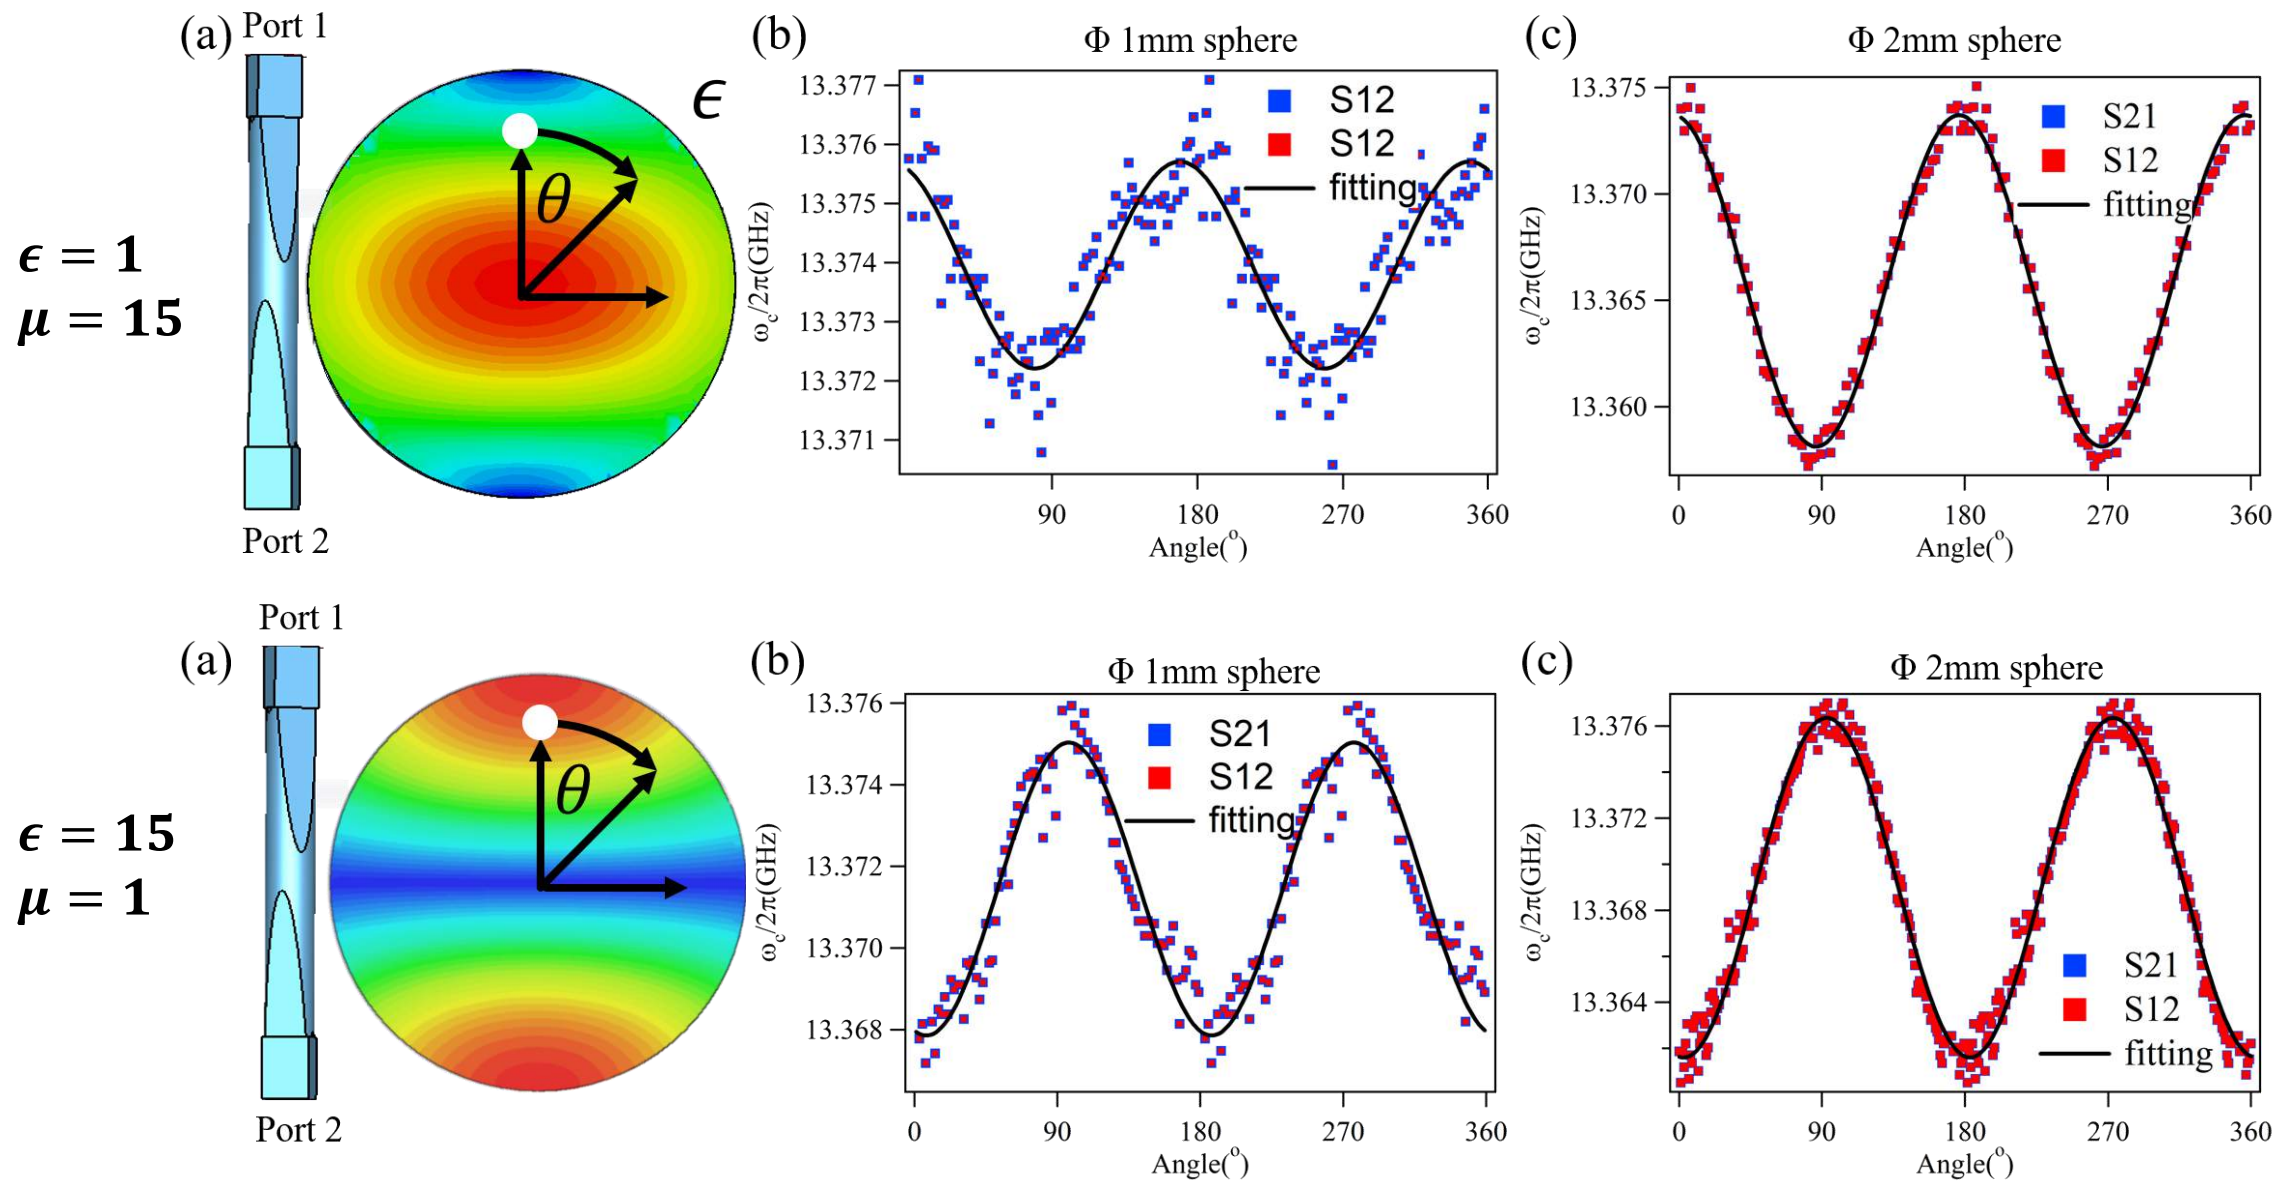 (a)
Port 1
ϵ
θ
ϵ = 1
μ = 15
Port 2
(b)
Φ 1mm sphere
13.377
13.376
13.375
13.374
13.373
13.372
13.371
ω_c/2π(GHz)
S12
S12
fitting
90
180
270
360
Angle(°)
(c)
Φ 2mm sphere
13.375
13.370
13.365
13.360
ω_c/2π(GHz)
S21
S12
fitting
0
90
180
270
360
Angle(°)
(a)
Port 1
θ
ϵ = 15
μ = 1
Port 2
(b)
Φ 1mm sphere
13.376
13.374
13.372
13.370
13.368
ω_c/2π(GHz)
S21
S12
fitting
0
90
180
270
360
Angle(°)
(c)
Φ 2mm sphere
13.376
13.372
13.368
13.364
ω_c/2π(GHz)
S21
S12
fitting
0
90
180
270
360
Angle(°)